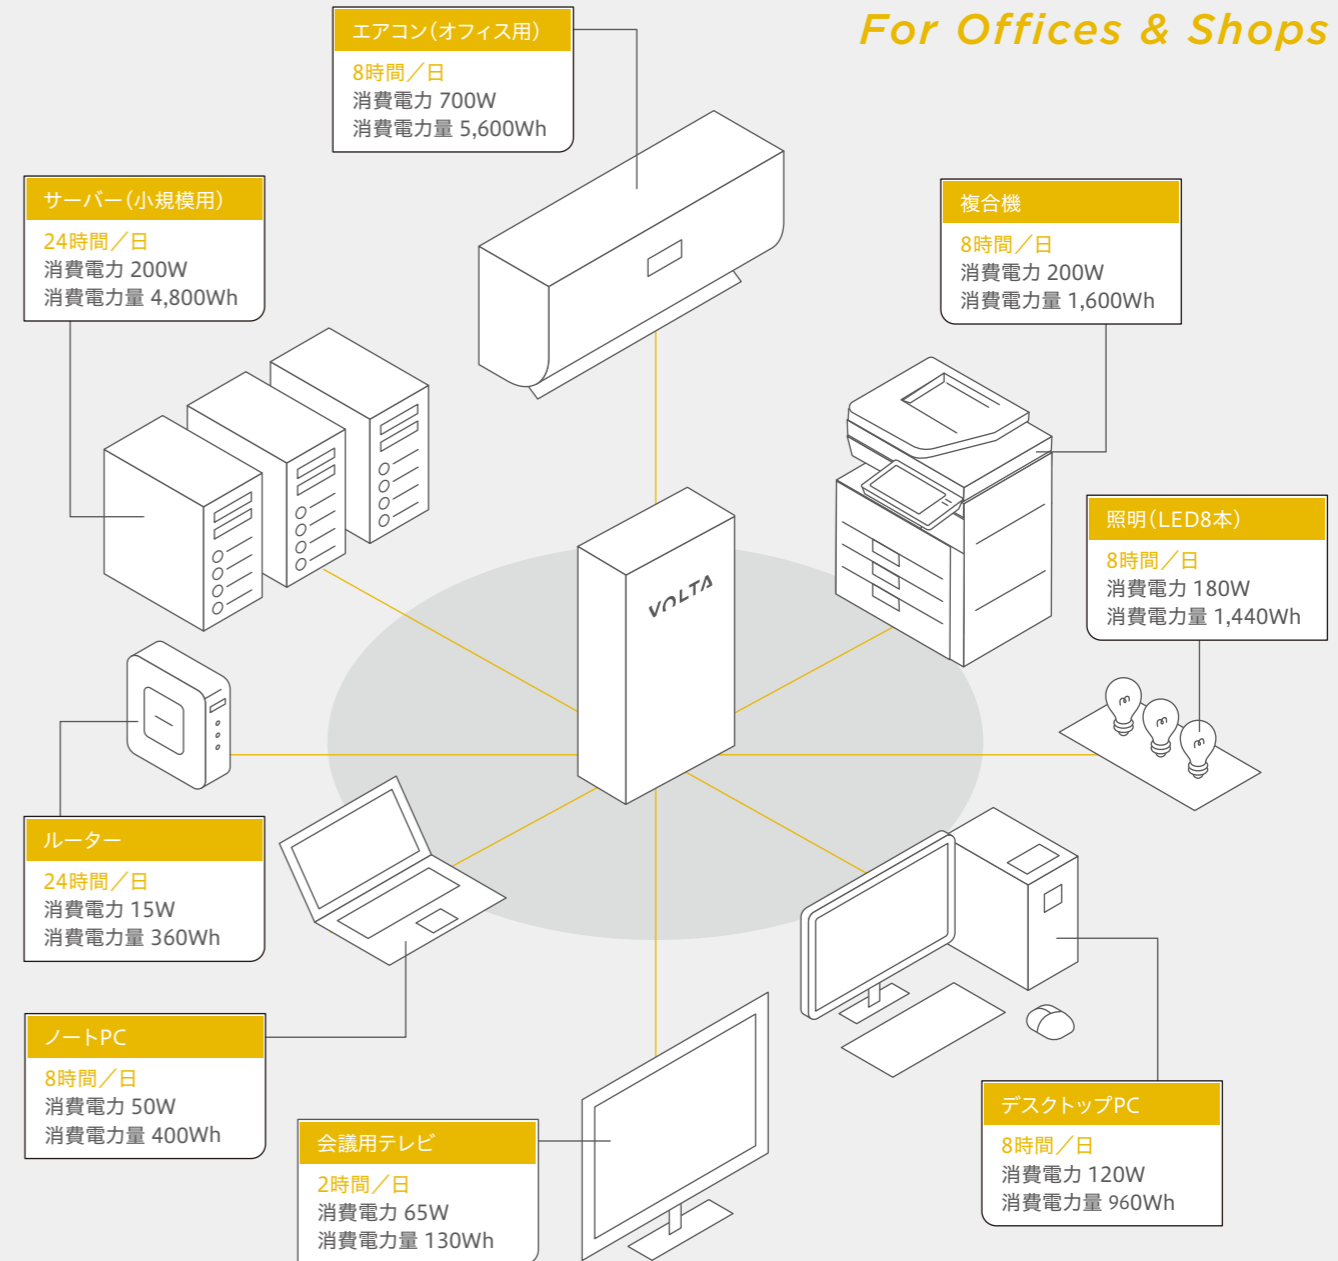 For Offices & Shops
エアコン（オフィス用）
8時間／日
消費電力 700W
消費電力量 5,600Wh
サーバー（小規模用）
24時間／日
消費電力 200W
消費電力量 4,800Wh
複合機
8時間／日
消費電力 200W
消費電力量 1,600Wh
照明（LED8本）
8時間／日
消費電力 180W
消費電力量 1,440Wh
VOLTA
ルーター
24時間／日
消費電力 15W
消費電力量 360Wh
ノートPC
8時間／日
消費電力 50W
消費電力量 400Wh
会議用テレビ
2時間／日
消費電力 65W
消費電力量 130Wh
デスクトップPC
8時間／日
消費電力 120W
消費電力量 960Wh